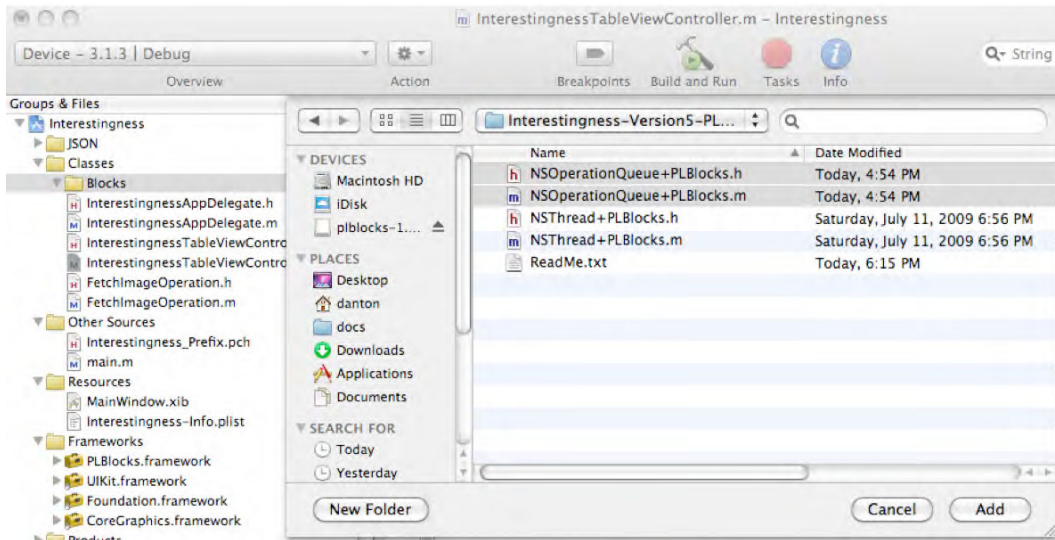 InterestingnessTableViewController.m – Interestingness
Device – 3.1.3 | Debug
Overview
Action
Breakpoints
Build and Run
Tasks
Info
String
Groups & Files
Interestingness
JSON
Classes
Blocks
InterestingnessAppDelegate.h
InterestingnessAppDelegate.m
InterestingnessTableViewContro
InterestingnessTableViewContro
FetchImageOperation.h
FetchImageOperation.m
Other Sources
Interestingness_Prefix.pch
main.m
Resources
MainWindow.xib
Interestingness-Info.plist
Frameworks
PLBlocks.framework
UIKit.framework
Foundation.framework
CoreGraphics.framework
Products
Interestingness-Version5-PL...
DEVICES
Macintosh HD
iDisk
plblocks-1....
PLACES
Desktop
danton
docs
Downloads
Applications
Documents
SEARCH FOR
Today
Yesterday
Name Date Modified
NSOperationQueue+PLBlocks.h Today, 4:54 PM
NSOperationQueue+PLBlocks.m Today, 4:54 PM
NSThread+PLBlocks.h Saturday, July 11, 2009 6:56 PM
NSThread+PLBlocks.m Saturday, July 11, 2009 6:56 PM
ReadMe.txt Today, 6:15 PM
New Folder
Cancel
Add